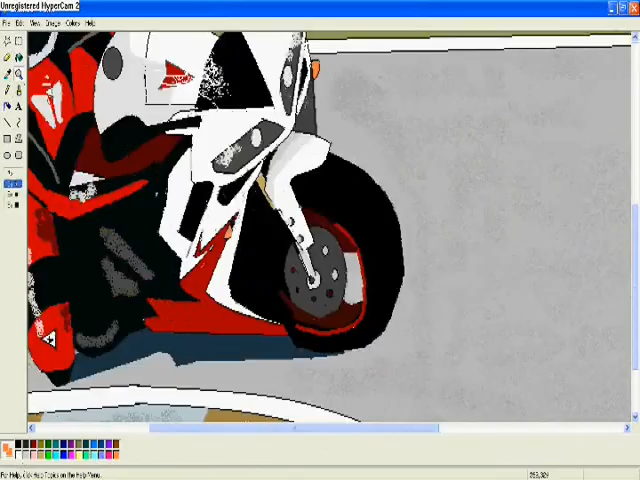 Unregistered HyperCam 2
File Edit View Image Colors Help
A
For Help, click Help Topics on the Help Menu.